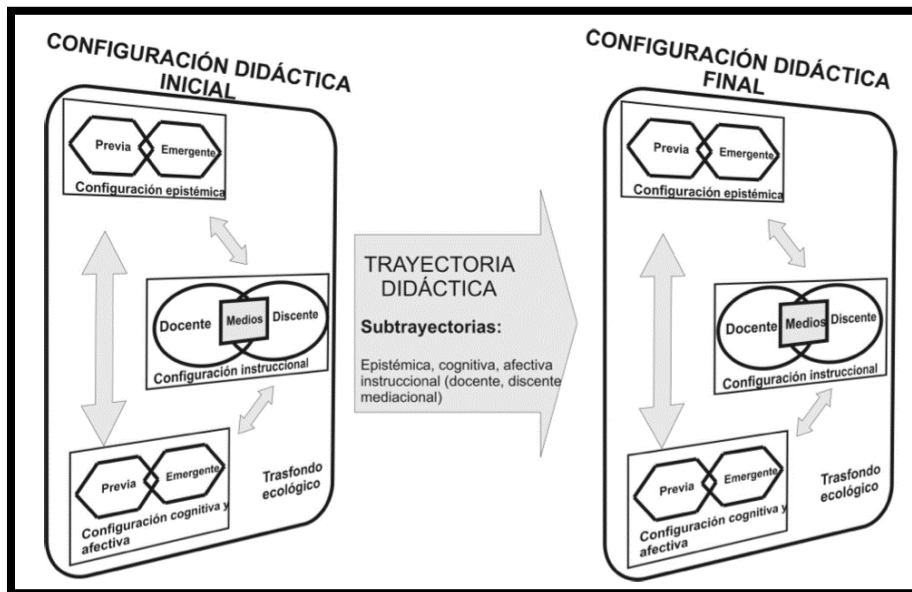 CONFIGURACIÓN DIDÁCTICA
INICIAL
Previa
Emergente
Configuración epistémica
Docente
Medios
Discente
Configuración instruccional
Previa
Emergente
Configuración cognitiva y
afectiva
Trasfondo
ecológico
TRAYECTORIA
DIDÁCTICA
Subtrayectorias:
Epistémica, cognitiva, afectiva
instruccional (docente, discente
mediacional)
CONFIGURACIÓN DIDÁCTICA
FINAL
Previa
Emergente
Configuración epistémica
Docente
Medios
Discente
Configuración instruccional
Previa
Emergente
Configuración cognitiva y
afectiva
Trasfondo
ecológico